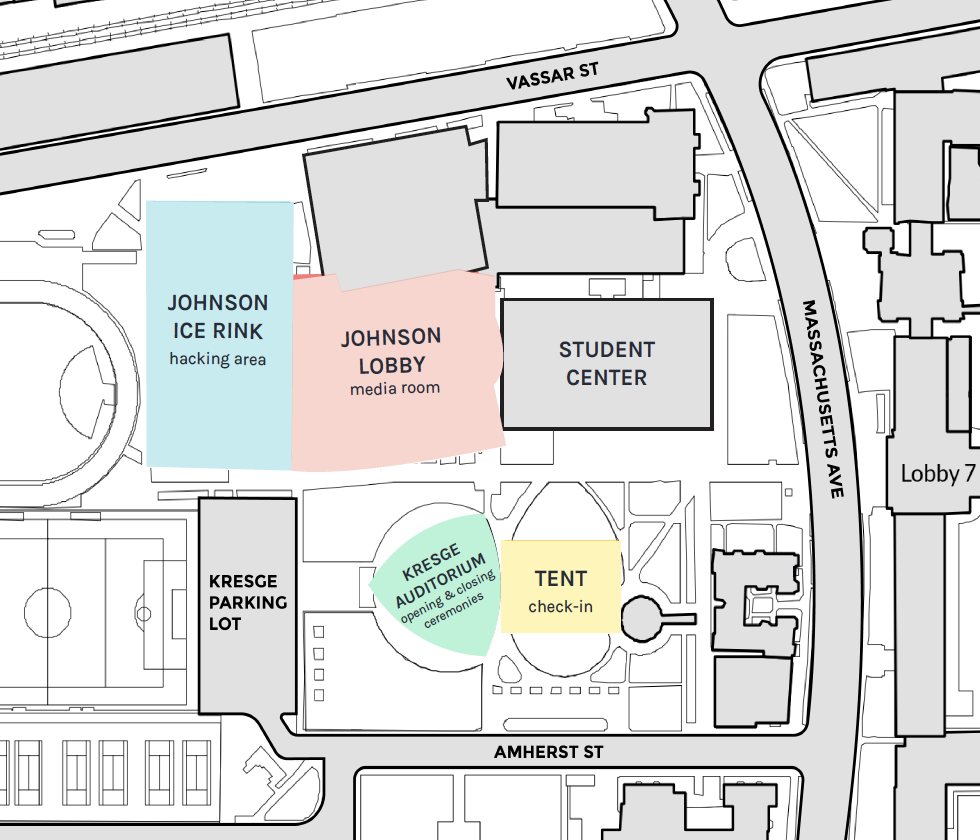 VASSAR ST
JOHNSON
ICE RINK
hacking area
JOHNSON
LOBBY
media room
STUDENT
CENTER
MASSACHUSETTS AVE
Lobby 7
KRESGE
AUDITORIUM
opening & closing
ceremonies
TENT
check-in
KRESGE
PARKING
LOT
AMHERST ST